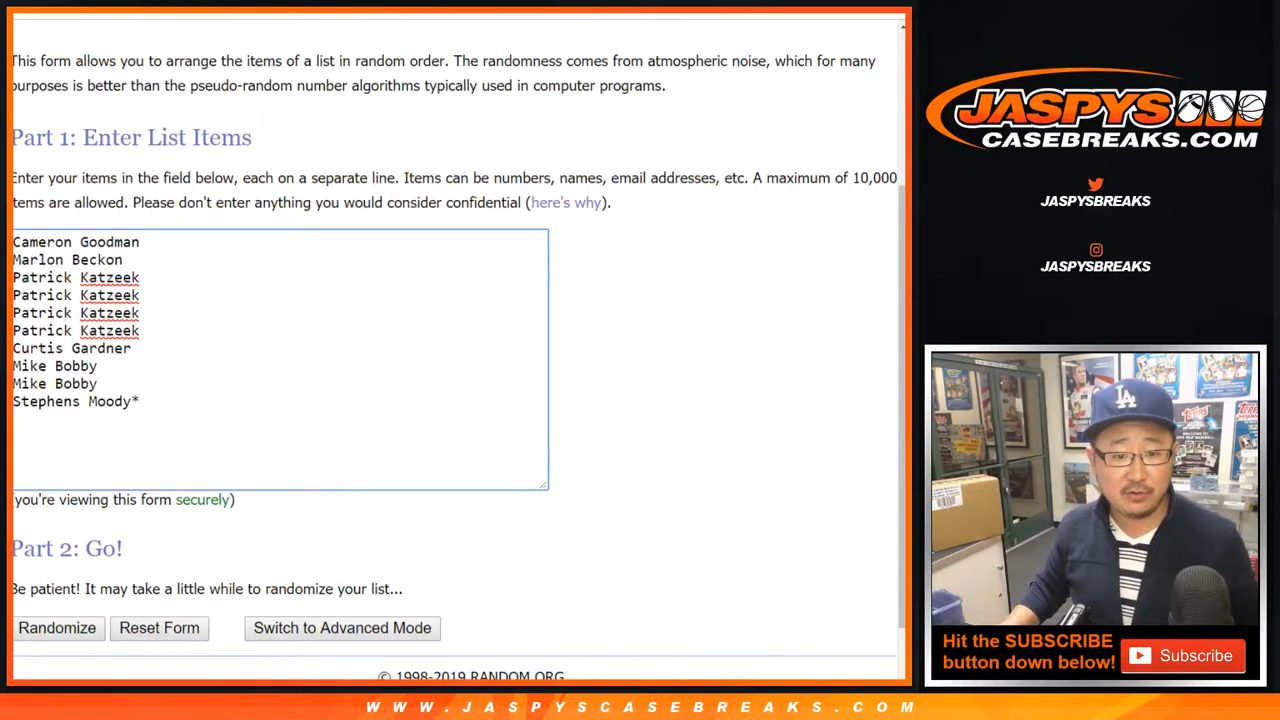 This form allows you to arrange the items of a list in random order. The randomness comes from atmospheric noise, which for many
purposes is better than the pseudo-random number algorithms typically used in computer programs.
Part 1: Enter List Items
Enter your items in the field below, each on a separate line. Items can be numbers, names, email addresses, etc. A maximum of 10,000
items are allowed. Please don't enter anything you would consider confidential (here's why).
Cameron Goodman
Marlon Beckon
Patrick Katzeek
Patrick Katzeek
Patrick Katzeek
Patrick Katzeek
Curtis Gardner
Mike Bobby
Mike Bobby
Stephens Moody*
(you're viewing this form securely)
Part 2: Go!
Be patient! It may take a little while to randomize your list...
Randomize
Reset Form
Switch to Advanced Mode
© 1998-2019 RANDOM.ORG
JASPYS
CASEBREAKS.COM
JASPYSBREAKS
JASPYSBREAKS
LA
Topps
Hit the SUBSCRIBE
button down below!
Subscribe
WWW.JASPYSCASEBREAKS.COM